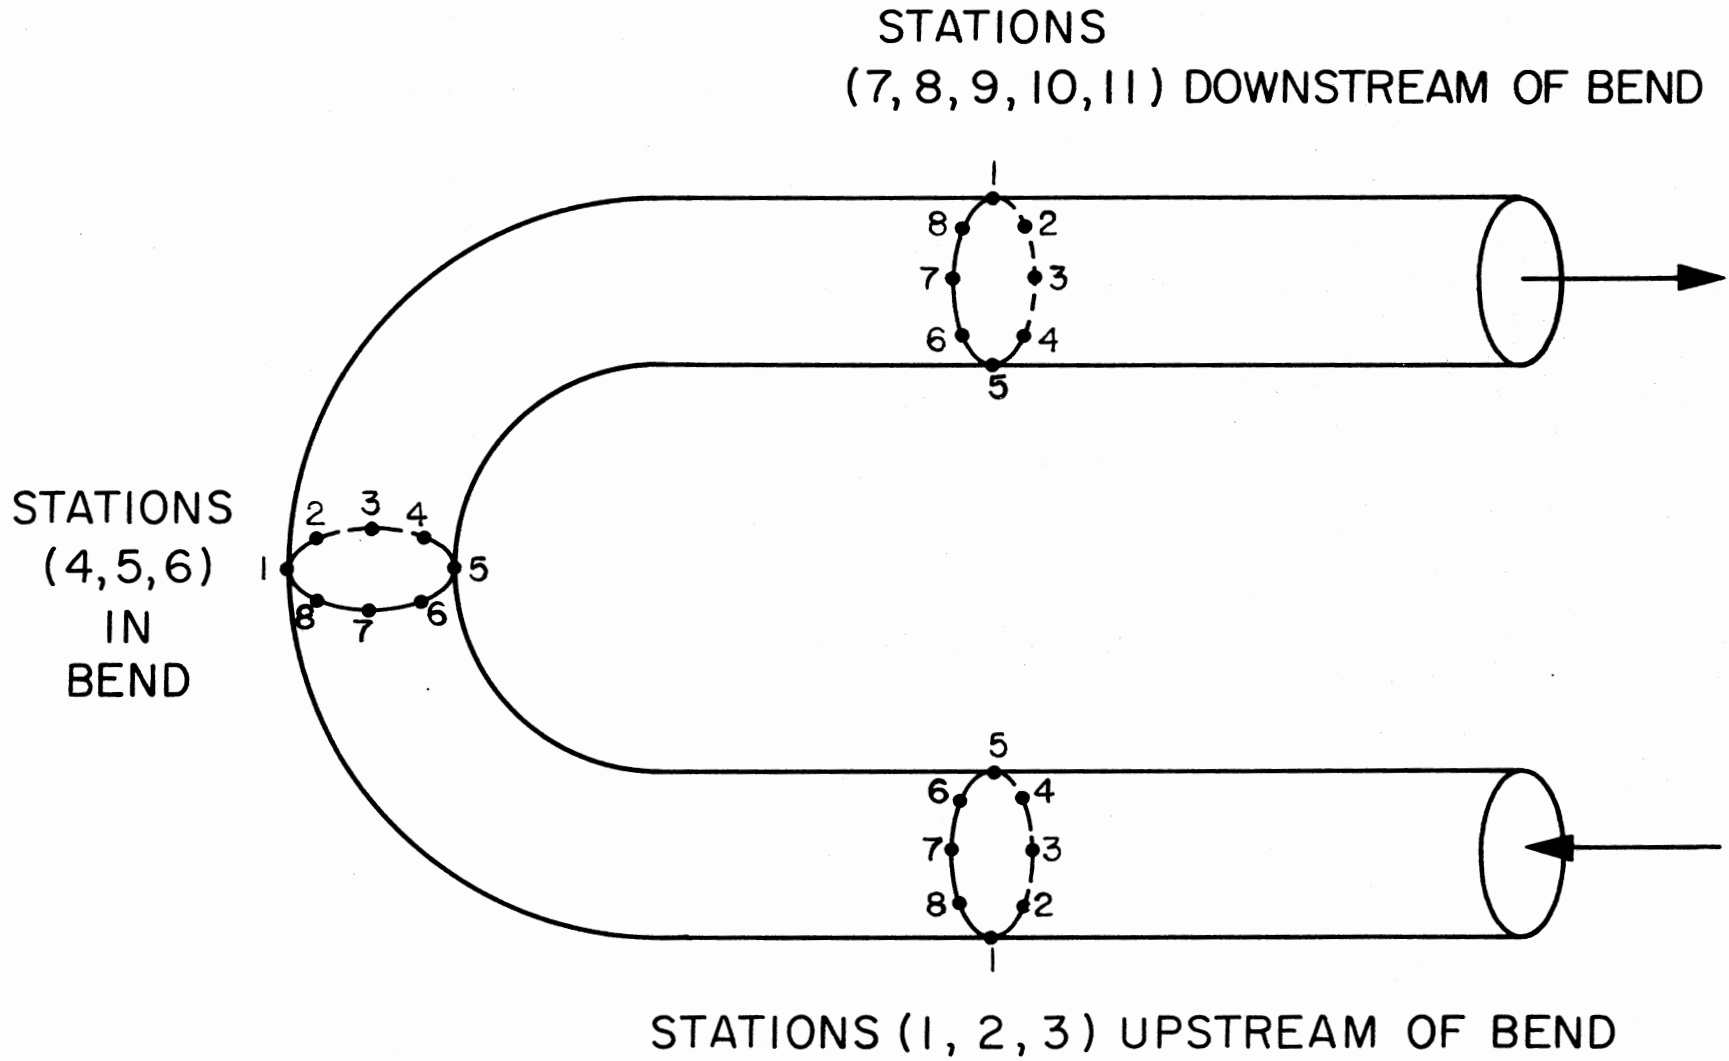 STATIONS
(7, 8, 9, 10, 11) DOWNSTREAM OF BEND
1
8 2
7 3
6 4
5
STATIONS
(4, 5, 6)
IN
BEND
2 3 4
1 5
8 7 6
5
6 4
7 3
8 2
1
STATIONS (1, 2, 3) UPSTREAM OF BEND